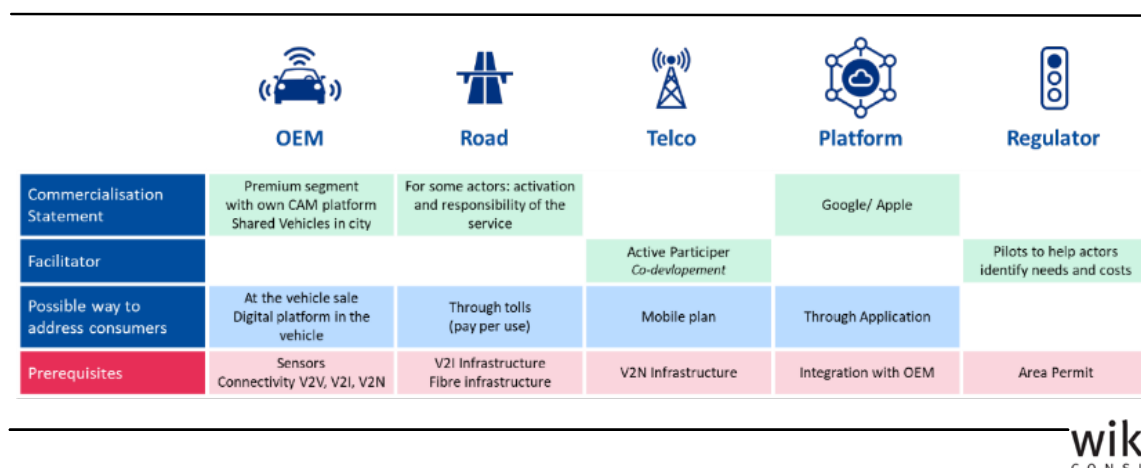 OEM
Road
Telco
Platform
Regulator
Commercialisation
Statement
Premium segment
with own CAM platform
Shared Vehicles in city
For some actors: activation
and responsibility of the
service
Google/ Apple
Facilitator
Active Participer
Co-devlopement
Pilots to help actors
identify needs and costs
Possible way to
address consumers
At the vehicle sale
Digital platform in the
vehicle
Through tolls
(pay per use)
Mobile plan
Through Application
Prerequisites
Sensors
Connectivity V2V, V2I, V2N
V2I Infrastructure
Fibre infrastructure
V2N Infrastructure
Integration with OEM
Area Permit
wik